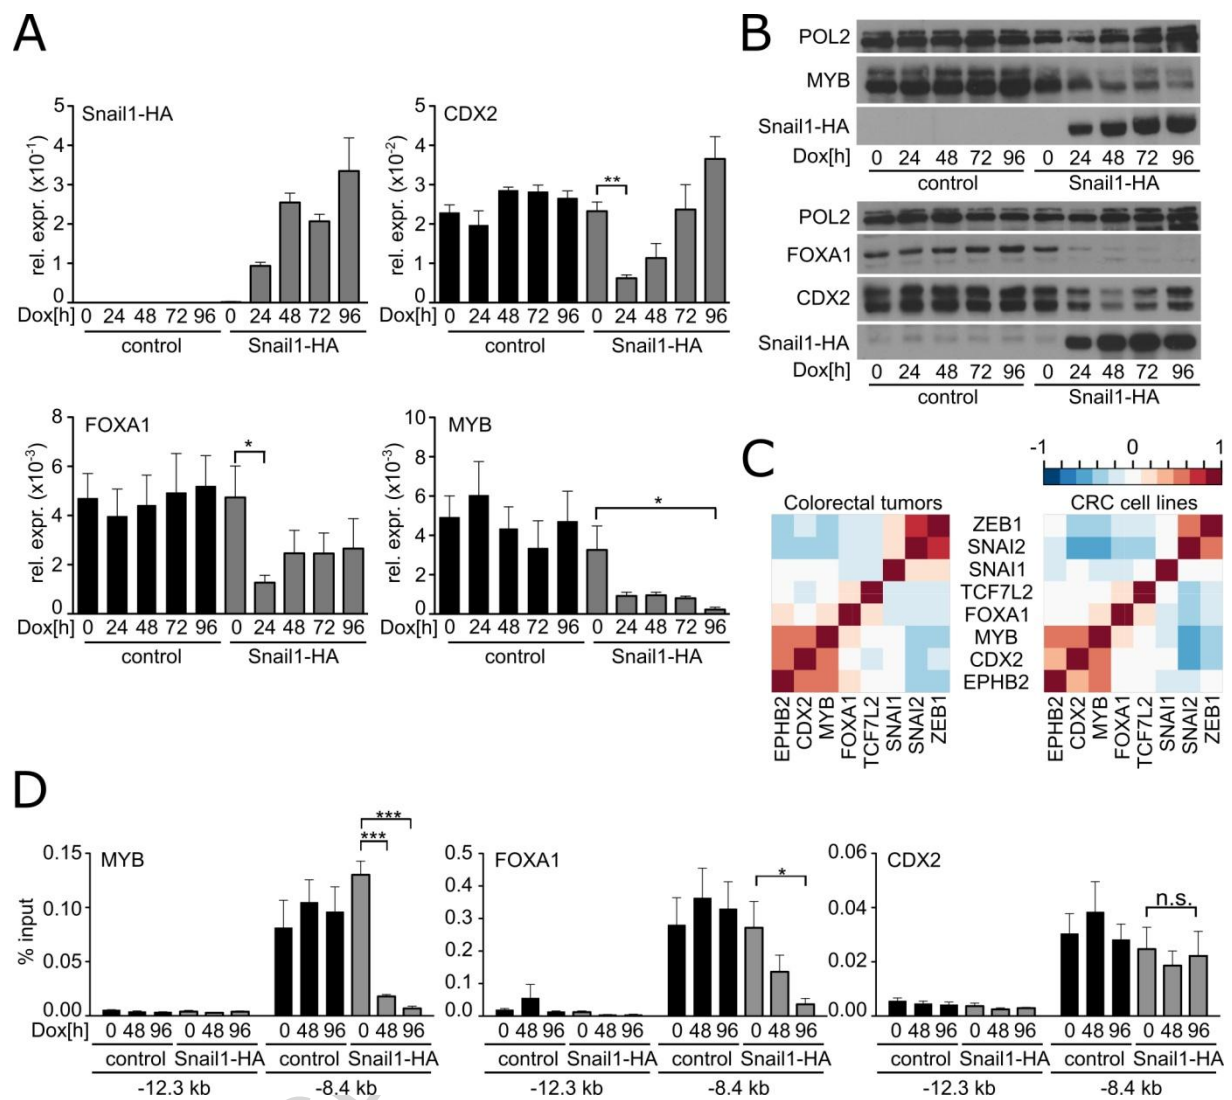 A
Snail1-HA
rel. expr. (x10-1)
5
4
3
2
1
0
Dox[h] 0 24 48 72 96 0 24 48 72 96
control Snail1-HA
CDX2
rel. expr. (x10-2)
5
4
3
2
1
0
**
Dox[h] 0 24 48 72 96 0 24 48 72 96
control Snail1-HA
FOXA1
rel. expr. (x10-3)
8
6
4
2
0
*
Dox[h] 0 24 48 72 96 0 24 48 72 96
control Snail1-HA
MYB
rel. expr. (x10-3)
10
8
6
4
2
0
*
Dox[h] 0 24 48 72 96 0 24 48 72 96
control Snail1-HA
B
POL2
MYB
Snail1-HA
Dox[h] 0 24 48 72 96 0 24 48 72 96
control Snail1-HA
POL2
FOXA1
CDX2
Snail1-HA
Dox[h] 0 24 48 72 96 0 24 48 72 96
control Snail1-HA
C
-1 0 1
Colorectal tumors CRC cell lines
ZEB1
SNAI2
SNAI1
TCF7L2
FOXA1
MYB
CDX2
EPHB2
EPHB2 CDX2 MYB FOXA1 TCF7L2 SNAI1 SNAI2 ZEB1
EPHB2 CDX2 MYB FOXA1 TCF7L2 SNAI1 SNAI2 ZEB1
D
MYB
% input
0.15
0.10
0.05
0.00
***
***
Dox[h] 0 48 96 0 48 96 0 48 96 0 48 96
control Snail1-HA control Snail1-HA
-12.3 kb -8.4 kb
FOXA1
0.5
0.4
0.3
0.2
0.1
0.0
*
0 48 96 0 48 96 0 48 96 0 48 96
control Snail1-HA control Snail1-HA
-12.3 kb -8.4 kb
CDX2
0.06
0.04
0.02
0.00
n.s.
0 48 96 0 48 96 0 48 96 0 48 96
control Snail1-HA control Snail1-HA
-12.3 kb -8.4 kb